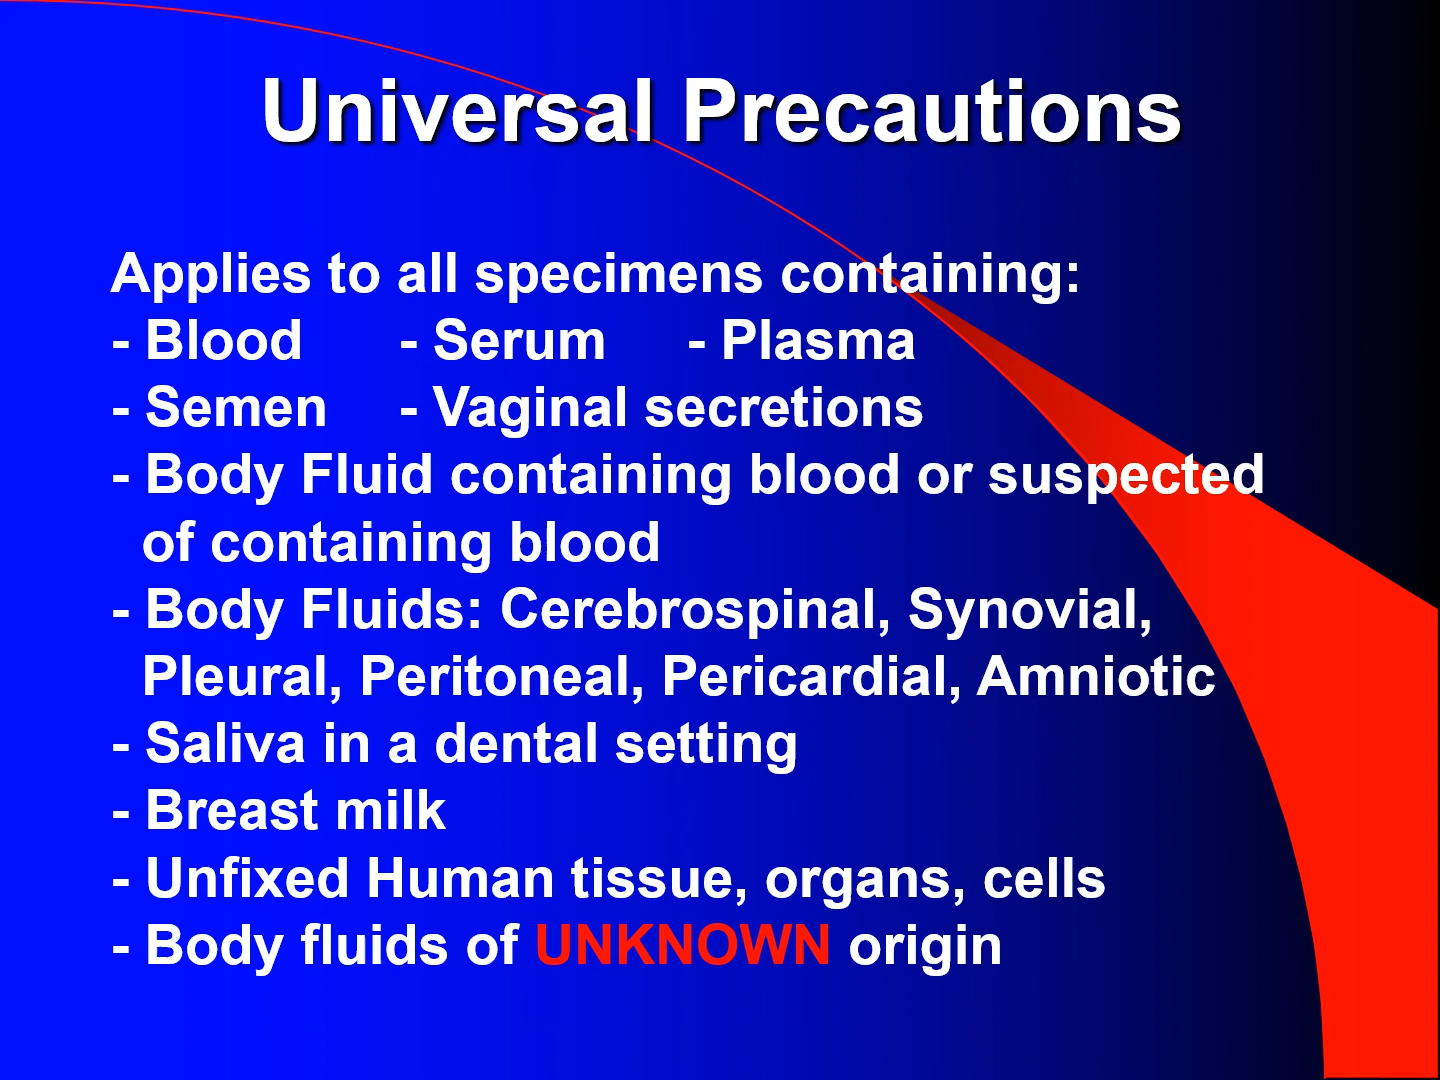 Universal Precautions
Applies to all specimens containing:
- Blood - Serum - Plasma
- Semen - Vaginal secretions
- Body Fluid containing blood or suspected
of containing blood
- Body Fluids: Cerebrospinal, Synovial,
Pleural, Peritoneal, Pericardial, Amniotic
- Saliva in a dental setting
- Breast milk
- Unfixed Human tissue, organs, cells
- Body fluids of UNKNOWN origin